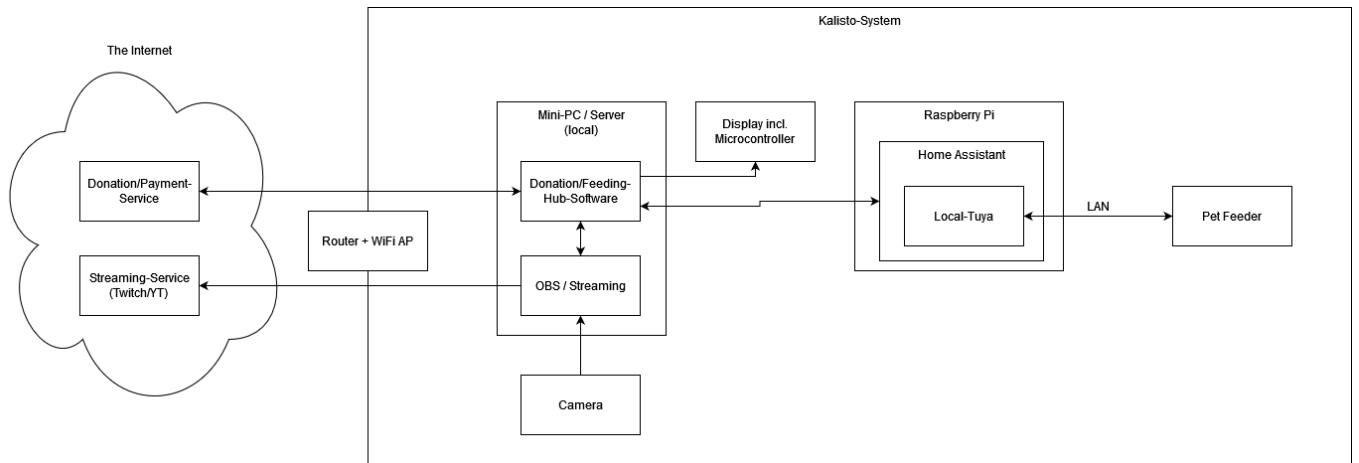 Kalisto-System
The Internet
Mini-PC / Server
(local)
Display incl.
Microcontroller
Raspberry Pi
Home Assistant
Donation/Payment-
Service
Donation/Feeding-
Hub-Software
Local-Tuya
LAN
Pet Feeder
Router + WiFi AP
Streaming-Service
(Twitch/YT)
OBS / Streaming
Camera